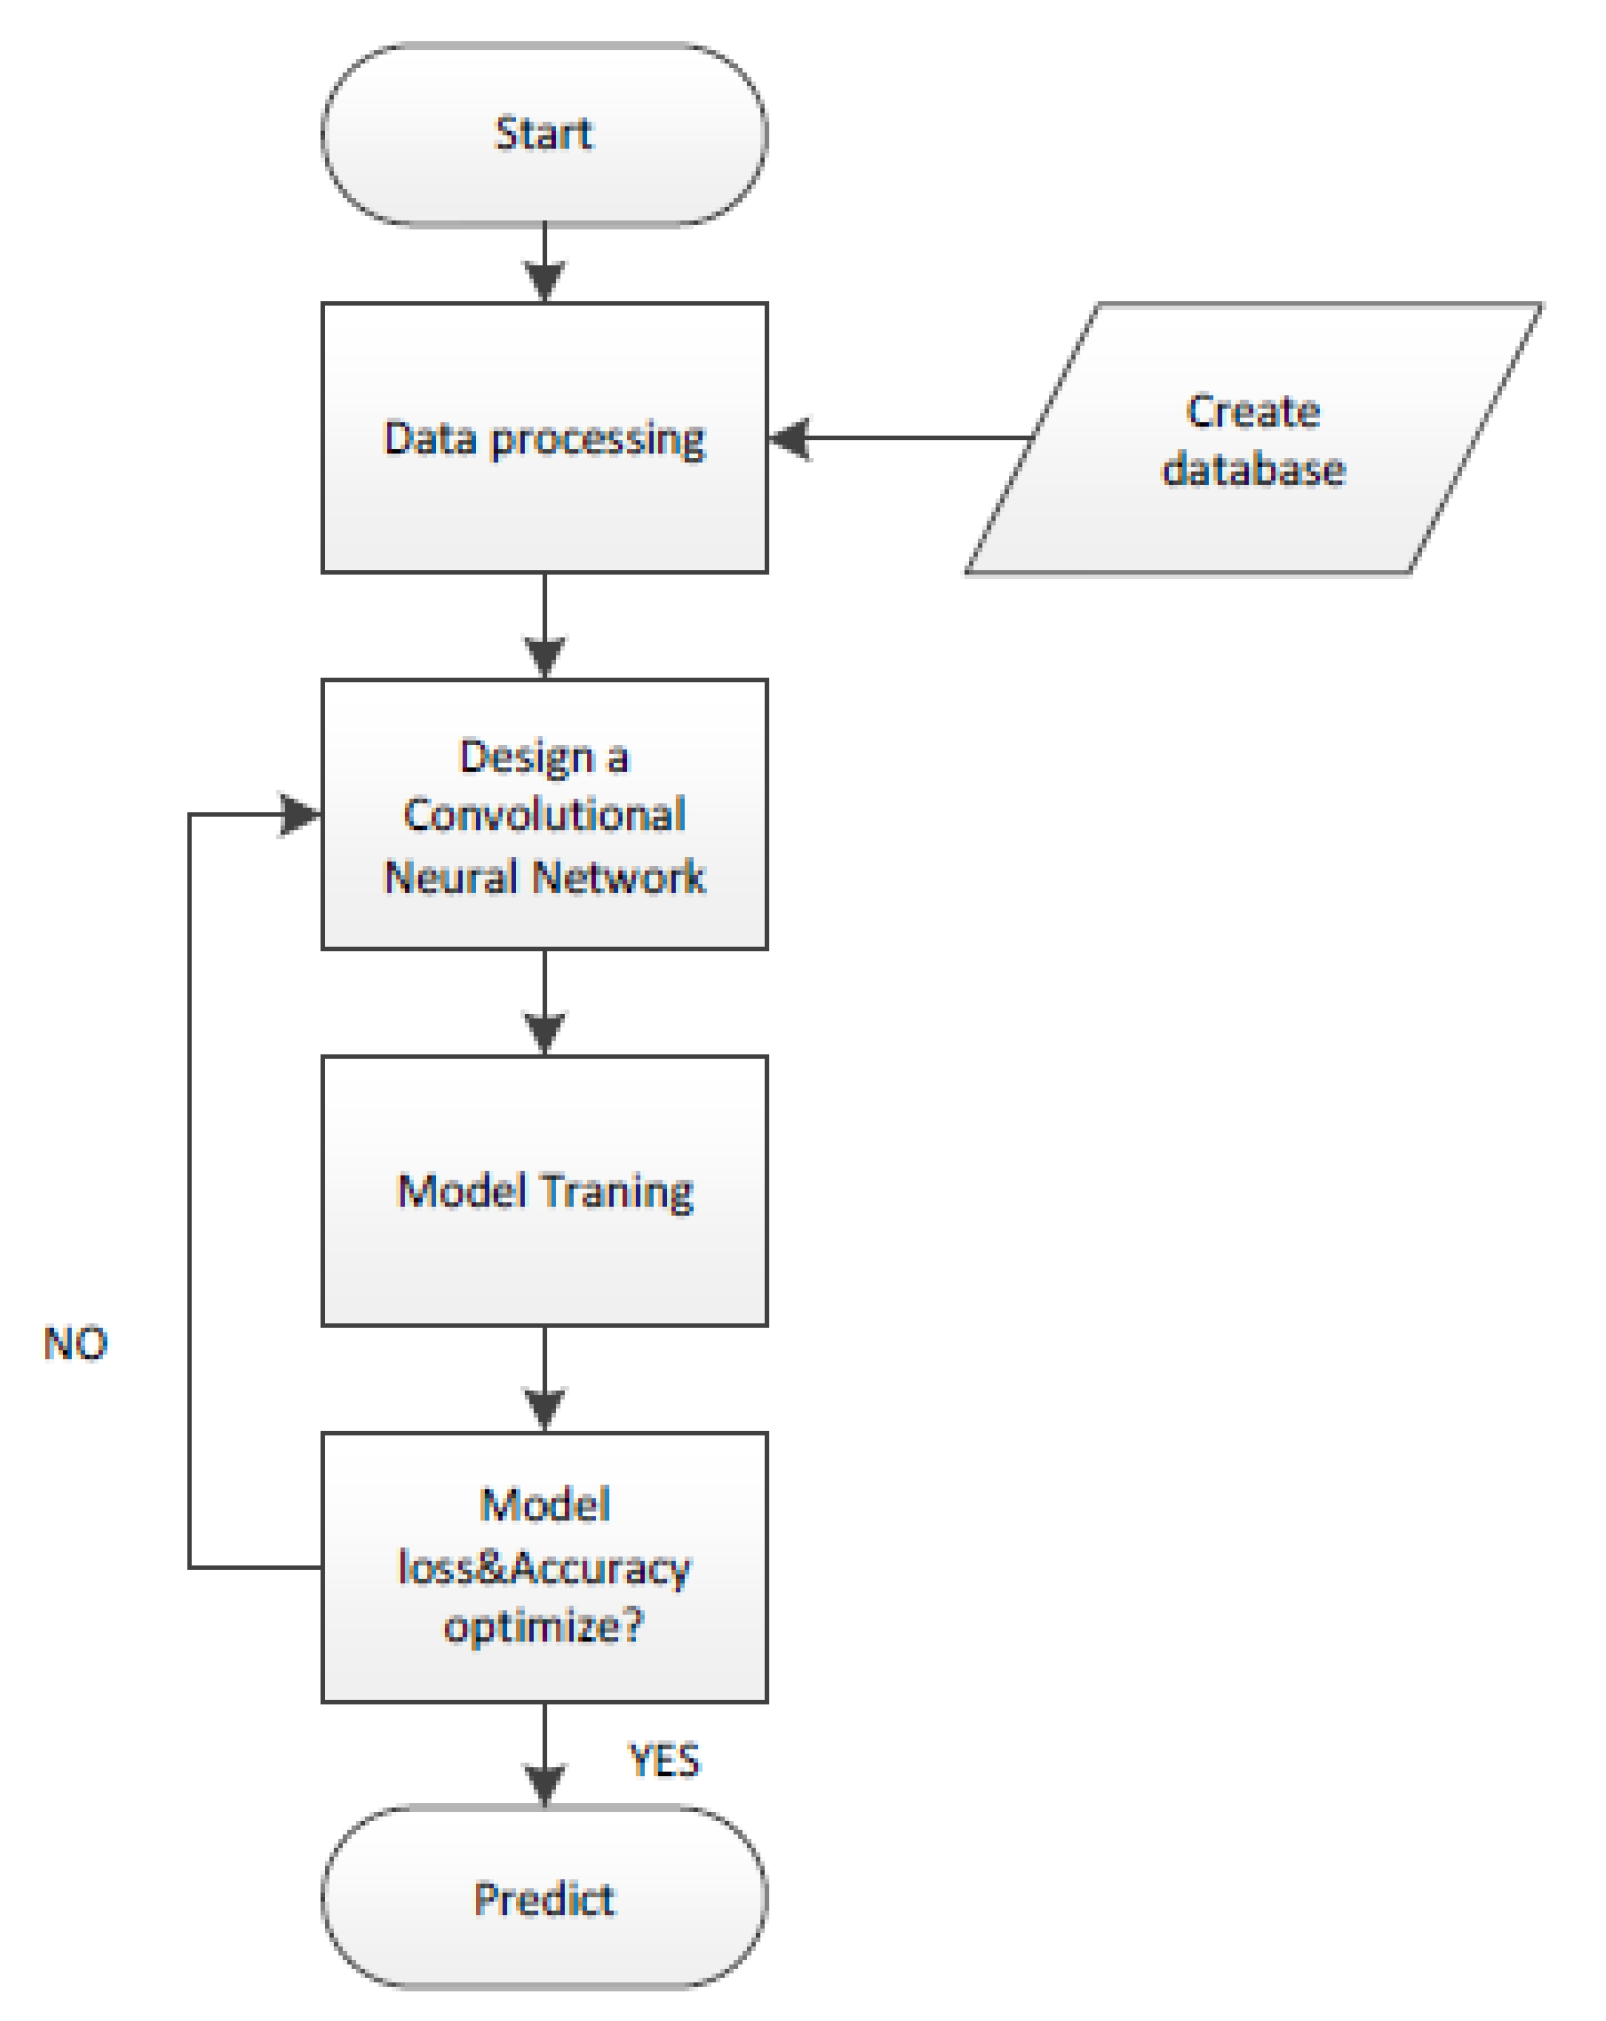 Start
Data processing
Create
database
Design a
Convolutional
Neural Network
Model Traning
NO
Model
loss&Accuracy
optimize?
YES
Predict